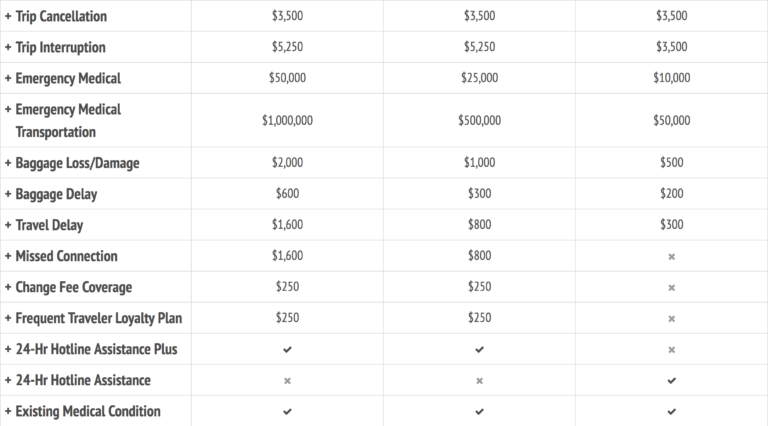 + Trip Cancellation $3,500 $3,500 $3,500
+ Trip Interruption $5,250 $5,250 $3,500
+ Emergency Medical $50,000 $25,000 $10,000
+ Emergency Medical
Transportation $1,000,000 $500,000 $50,000
+ Baggage Loss/Damage $2,000 $1,000 $500
+ Baggage Delay $600 $300 $200
+ Travel Delay $1,600 $800 $300
+ Missed Connection $1,600 $800 ✖
+ Change Fee Coverage $250 $250 ✖
+ Frequent Traveler Loyalty Plan $250 $250 ✖
+ 24-Hr Hotline Assistance Plus ✔ ✔ ✖
+ 24-Hr Hotline Assistance ✖ ✖ ✔
+ Existing Medical Condition ✔ ✔ ✔